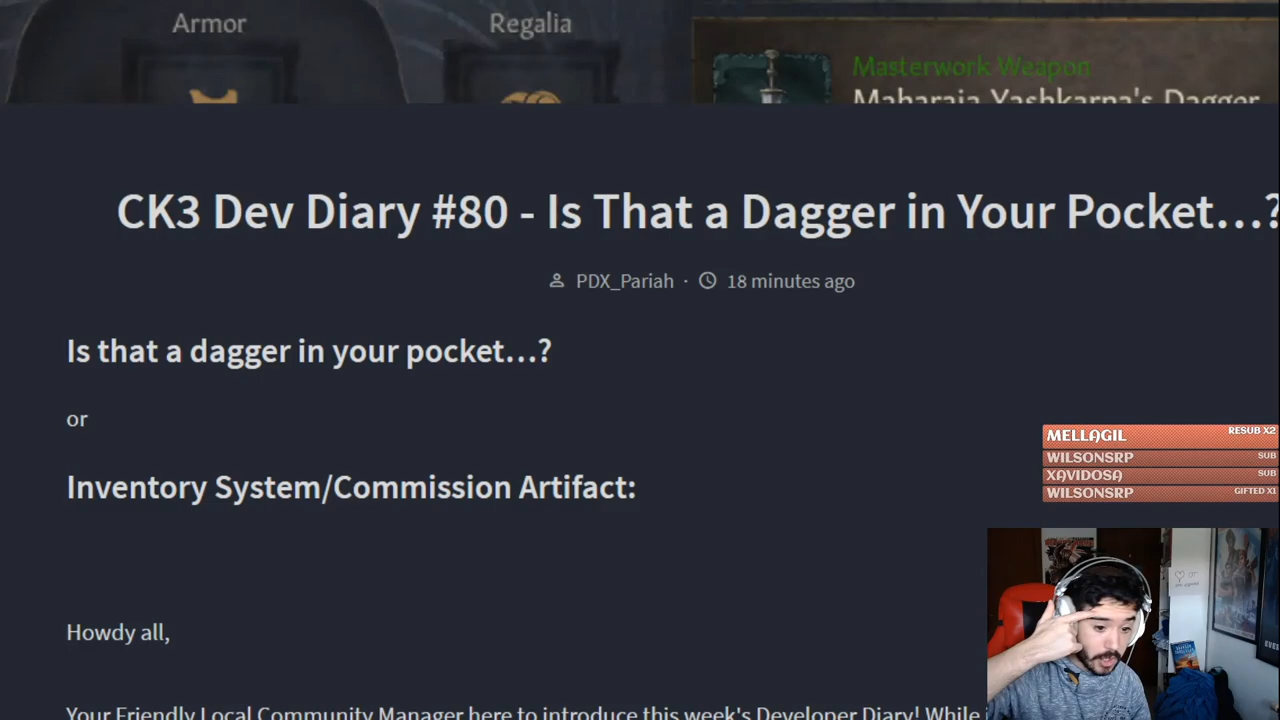 Armor
Regalia
Masterwork Weapon
Maharaja Yashkarna's Dagger
CK3 Dev Diary #80 - Is That a Dagger in Your Pocket…?
PDX_Pariah · 18 minutes ago
Is that a dagger in your pocket…?
or
MELLAGIL RESUB X2
WILSONSRP SUB
XAVIDOSA SUB
WILSONSRP GIFTED X1
Inventory System/Commission Artifact:
Howdy all,
Your Friendly Local Community Manager here to introduce this week's Developer Diary! While